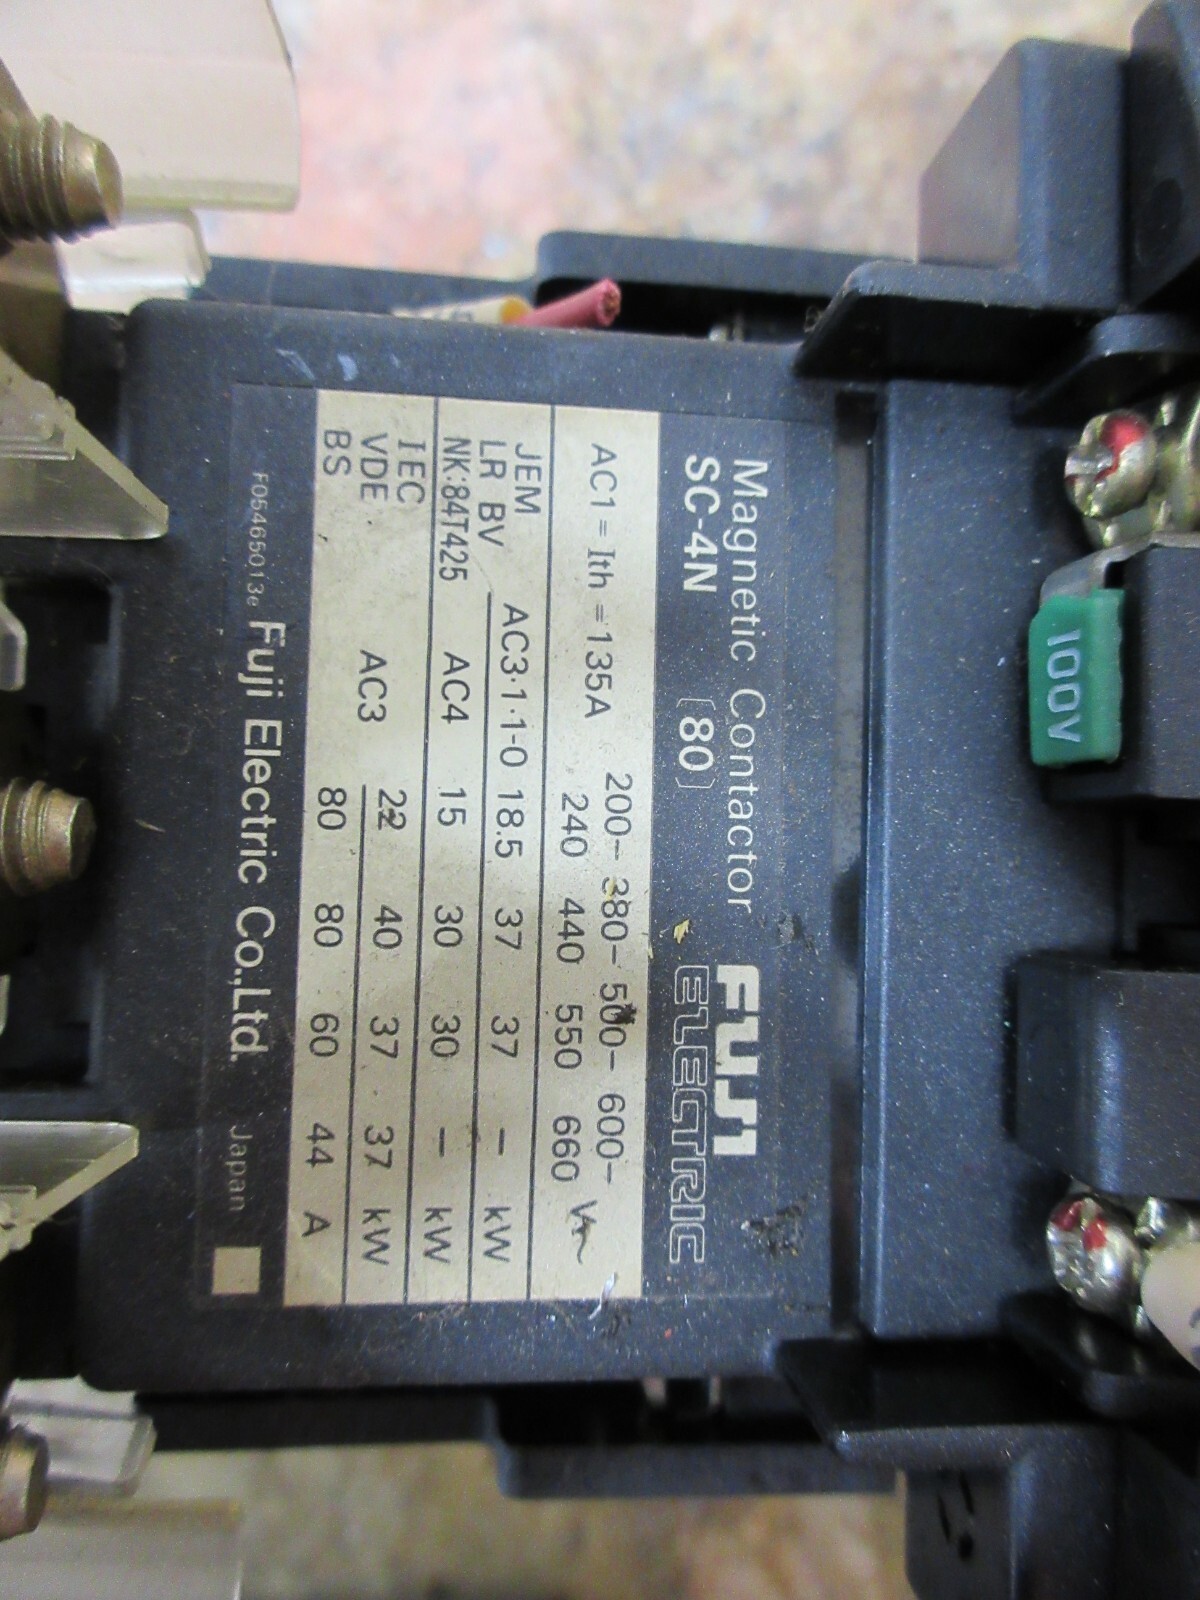 100V
Magnetic Contactor FUJI
SC-4N [80] ELECTRIC
AC1 = Ith = 135A 200- 380- 500- 600- V~
240 440 550 660
JEM AC3·1·1-0 18.5 37 37 – kW
LR BV
NK:84T425 AC4 15 30 30 – kW
IEC
VDE AC3 22 40 37 37 kW
BS 80 80 60 44 A
F05465013e Fuji Electric Co.,Ltd. Japan